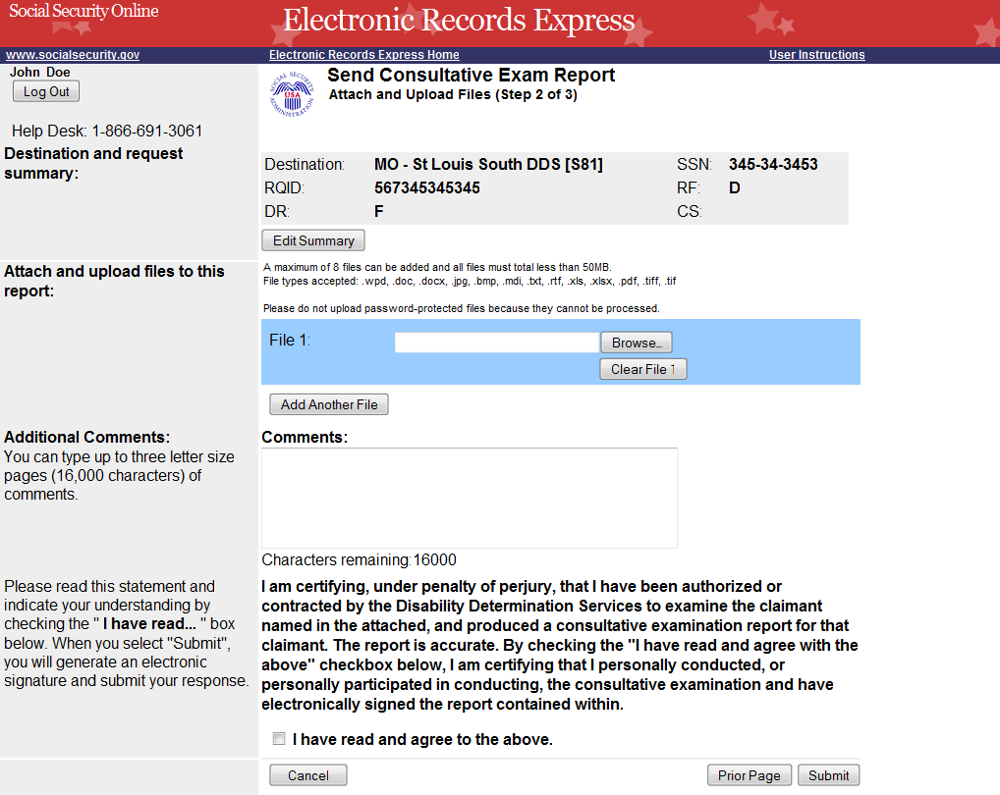 Social Security Online
Electronic Records Express
www.socialsecurity.gov
Electronic Records Express Home
User Instructions
John Doe
Log Out
Help Desk: 1-866-691-3061
SOCIAL SECURITY ADMINISTRATION
USA
Send Consultative Exam Report
Attach and Upload Files (Step 2 of 3)
Destination and request
summary:
Destination: MO - St Louis South DDS [S81] SSN: 345-34-3453
RQID: 567345345345 RF: D
DR: F CS:
Edit Summary
Attach and upload files to this
report:
A maximum of 8 files can be added and all files must total less than 50MB.
File types accepted: .wpd, .doc, .docx, .jpg, .bmp, .mdi, .txt, .rtf, .xls, .xlsx, .pdf, .tiff, .tif
Please do not upload password-protected files because they cannot be processed.
File 1: Browse...
Clear File 1
Add Another File
Additional Comments:
You can type up to three letter size
pages (16,000 characters) of
comments.
Comments:
Characters remaining:16000
Please read this statement and
indicate your understanding by
checking the " I have read... " box
below. When you select "Submit",
you will generate an electronic
signature and submit your response.
I am certifying, under penalty of perjury, that I have been authorized or
contracted by the Disability Determination Services to examine the claimant
named in the attached, and produced a consultative examination report for that
claimant. The report is accurate. By checking the "I have read and agree with the
above" checkbox below, I am certifying that I personally conducted, or
personally participated in conducting, the consultative examination and have
electronically signed the report contained within.
I have read and agree to the above.
Cancel
Prior Page
Submit